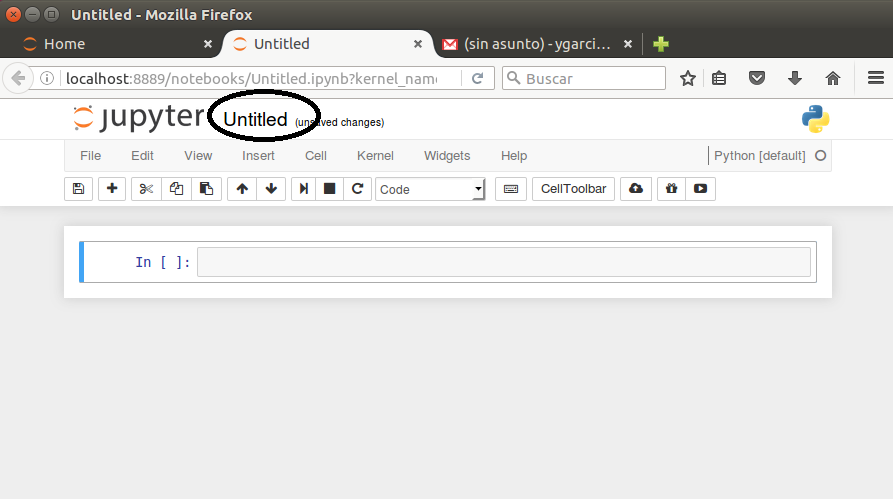 Untitled - Mozilla Firefox
Home × Untitled × (sin asunto) - ygarci... ×
localhost:8889/notebooks/Untitled.ipynb?kernel_name Buscar
jupyter Untitled (unsaved changes)
File Edit View Insert Cell Kernel Widgets Help Python [default]
Code CellToolbar
In [ ]: